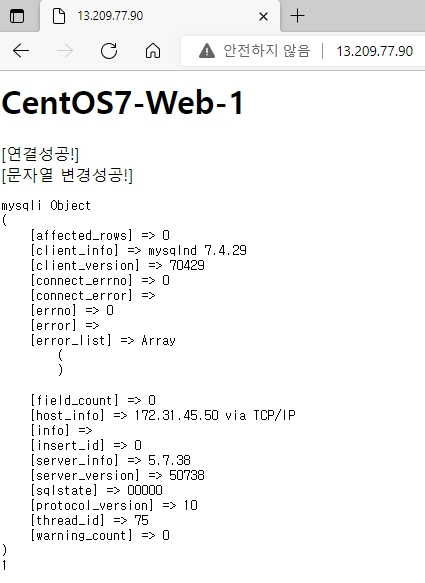 13.209.77.90
안전하지 않음 | 13.209.77.90
CentOS7-Web-1
[연결성공!]
[문자열 변경성공!]
mysqli Object
(
    [affected_rows] => 0
    [client_info] => mysqlnd 7.4.29
    [client_version] => 70429
    [connect_errno] => 0
    [connect_error] =>
    [errno] => 0
    [error] =>
    [error_list] => Array
        (
        )
    [field_count] => 0
    [host_info] => 172.31.45.50 via TCP/IP
    [info] =>
    [insert_id] => 0
    [server_info] => 5.7.38
    [server_version] => 50738
    [sqlstate] => 00000
    [protocol_version] => 10
    [thread_id] => 75
    [warning_count] => 0
)
1